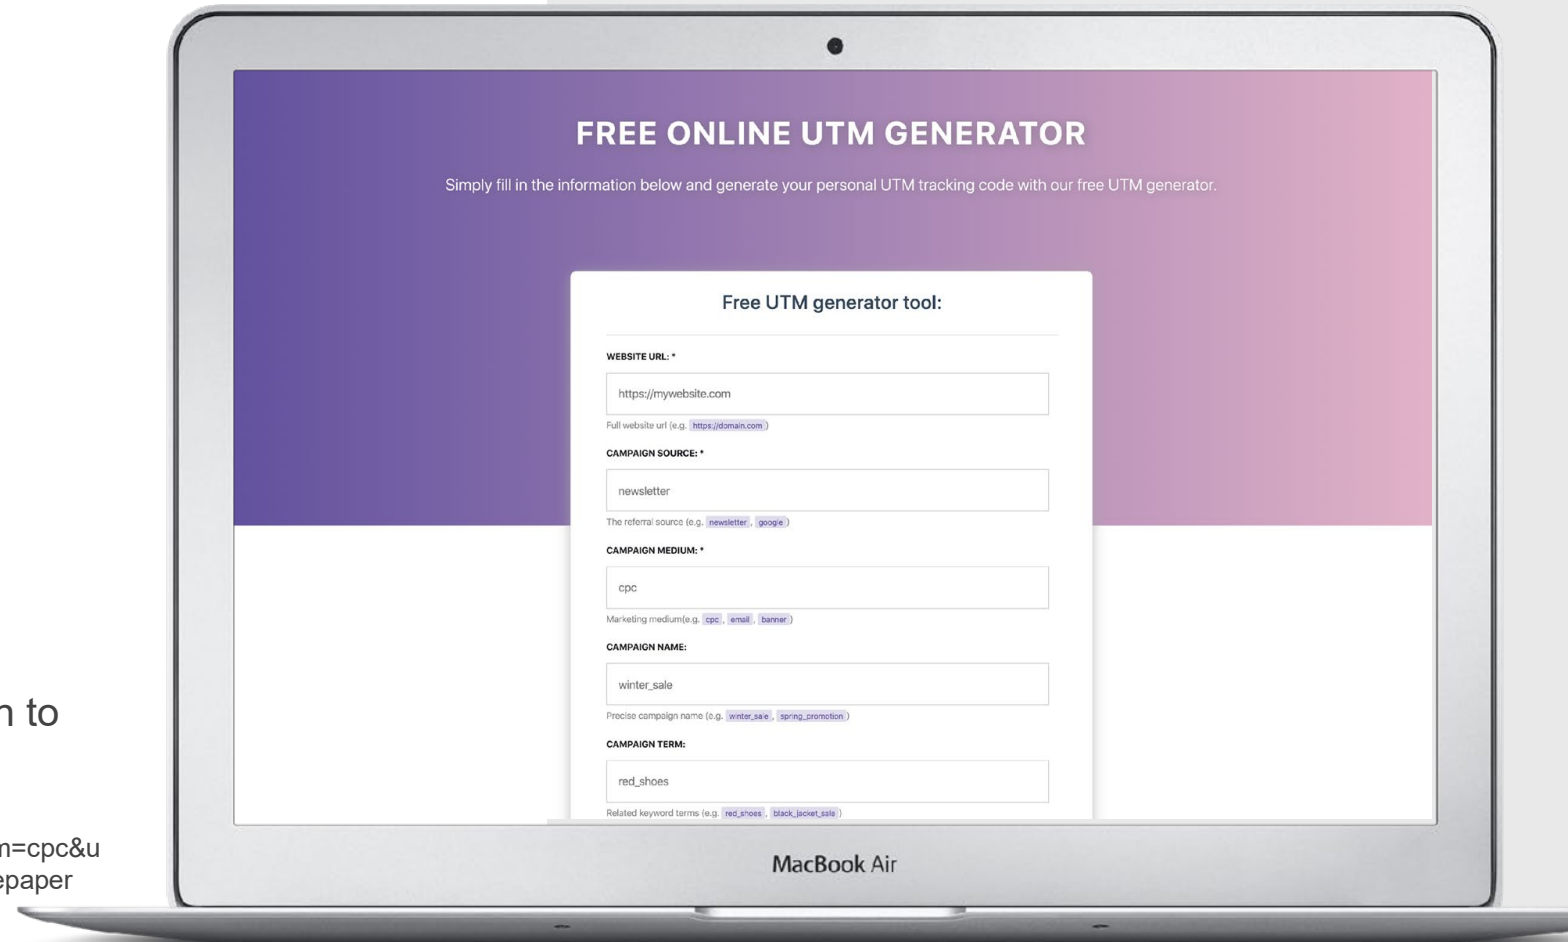 FREE ONLINE UTM GENERATOR
Simply fill in the information below and generate your personal UTM tracking code with our free UTM generator.
Free UTM generator tool:
WEBSITE URL: *
https://mywebsite.com
Full website url (e.g. https://domain.com )
CAMPAIGN SOURCE: *
newsletter
The referral source (e.g. newsletter , google )
CAMPAIGN MEDIUM: *
cpc
Marketing medium(e.g. cpc , email , banner )
CAMPAIGN NAME:
winter_sale
Precise campaign name (e.g. winter_sale , spring_promotion )
CAMPAIGN TERM:
red_shoes
Related keyword terms (e.g. red_shoes , black_jacket_sale )
MacBook Air
n to
m=cpc&u
epaper